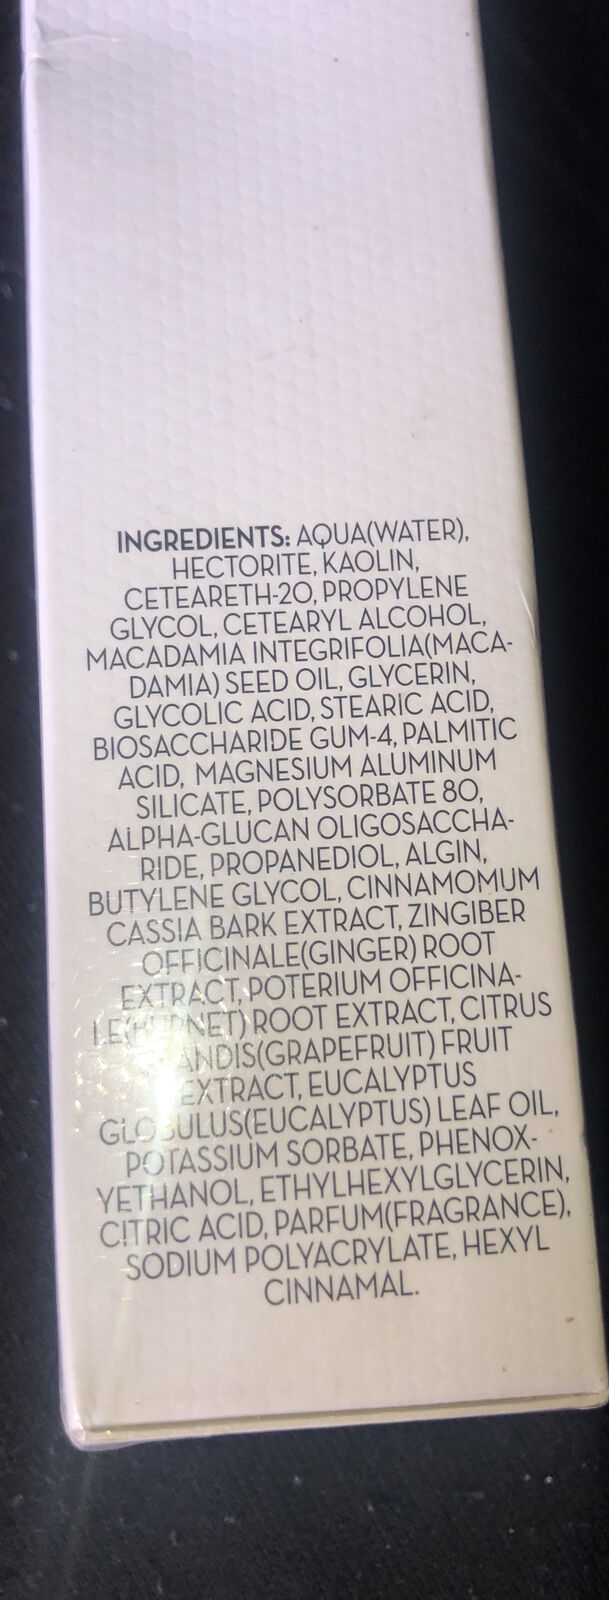 INGREDIENTS: AQUA(WATER),
HECTORITE, KAOLIN,
CETEARETH-20, PROPYLENE
GLYCOL, CETEARYL ALCOHOL,
MACADAMIA INTEGRIFOLIA(MACA-
DAMIA) SEED OIL, GLYCERIN,
GLYCOLIC ACID, STEARIC ACID,
BIOSACCHARIDE GUM-4, PALMITIC
ACID, MAGNESIUM ALUMINUM
SILICATE, POLYSORBATE 80,
ALPHA-GLUCAN OLIGOSACCHA-
RIDE, PROPANEDIOL, ALGIN,
BUTYLENE GLYCOL, CINNAMOMUM
CASSIA BARK EXTRACT, ZINGIBER
OFFICINALE(GINGER) ROOT
EXTRACT, POTERIUM OFFICINA-
ROOT EXTRACT, CITRUS
(GRAPEFRUIT) FRUIT
EXTRACT, EUCALYPTUS
GLOBULUS(EUCALYPTUS) LEAF OIL,
POTASSIUM SORBATE, PHENOX-
YETHANOL, ETHYLHEXYLGLYCERIN,
CITRIC ACID, PARFUM(FRAGRANCE),
SODIUM POLYACRYLATE, HEXYL
CINNAMAL.